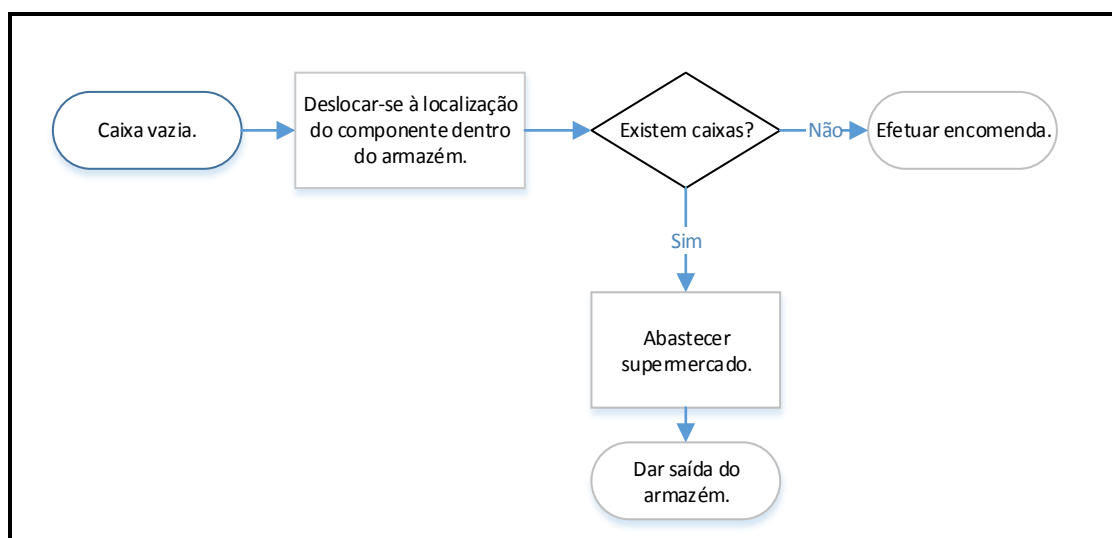 Caixa vazia.
Deslocar-se à localização
do componente dentro
do armazém.
Existem caixas?
Não
Efetuar encomenda.
Sim
Abastecer
supermercado.
Dar saída do
armazém.